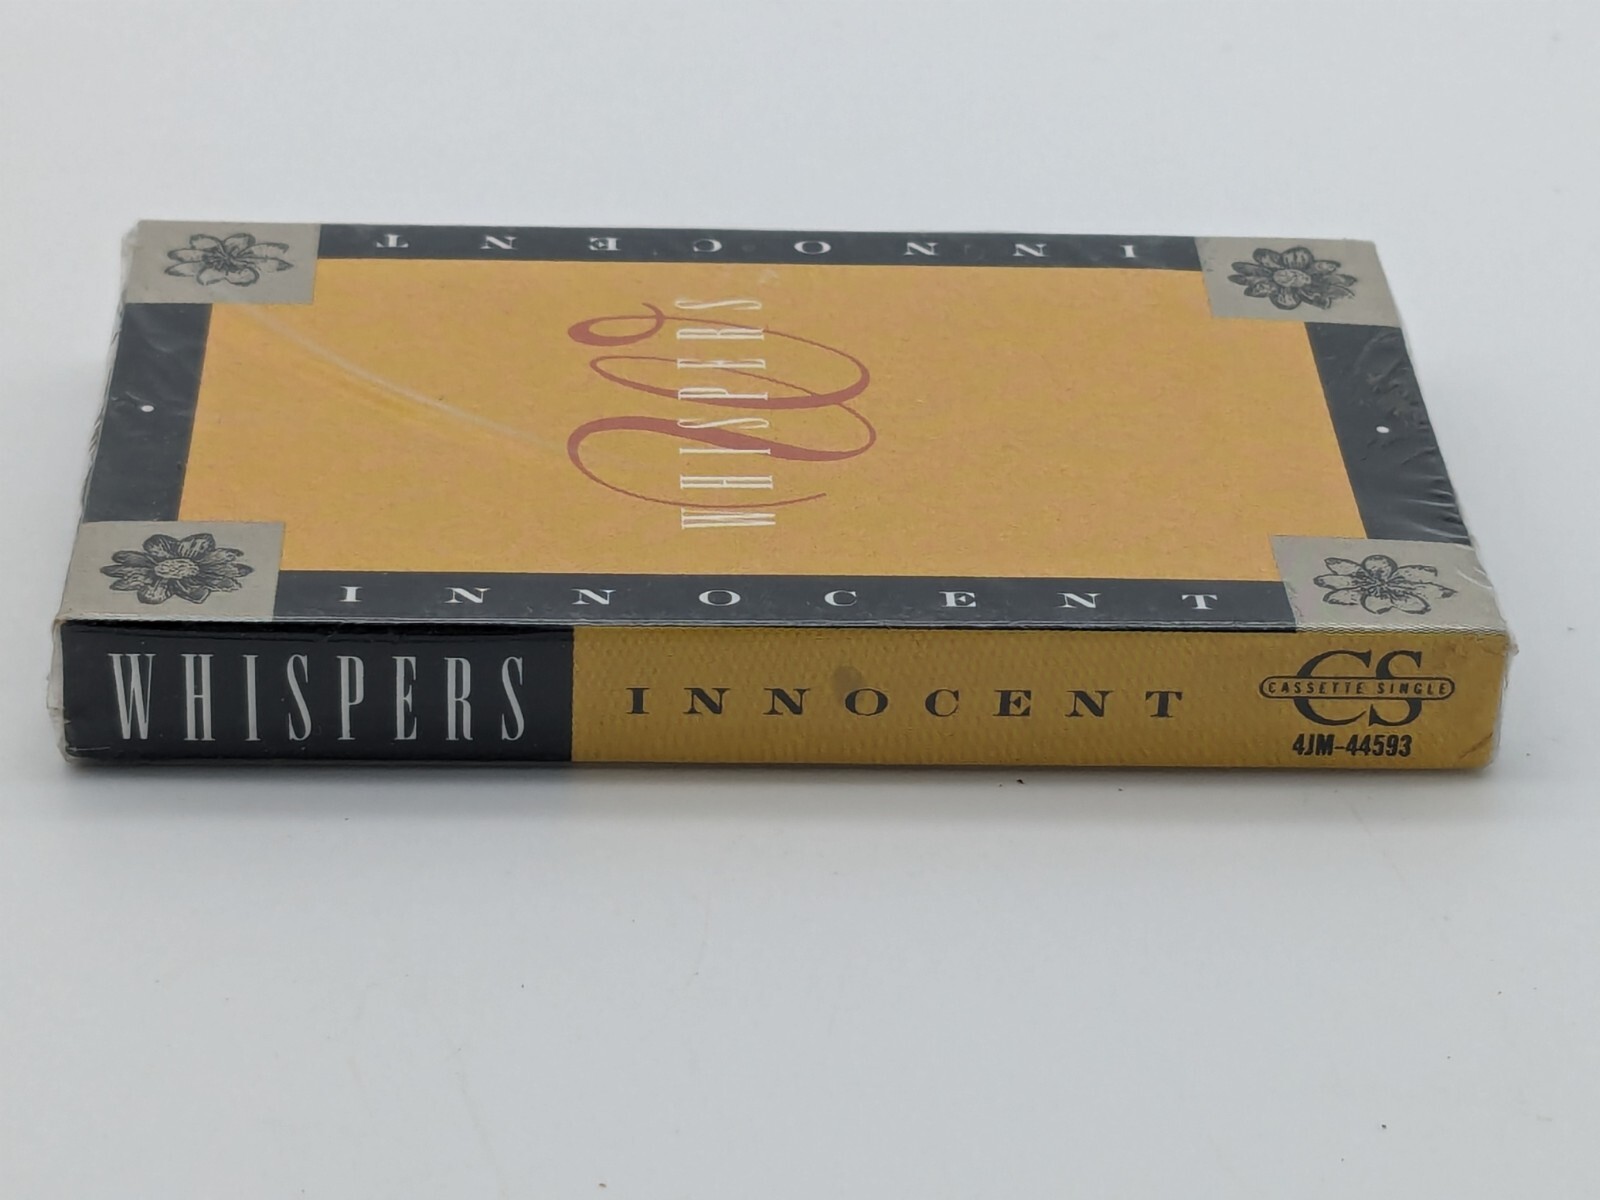 INNOCENT
WHISPERS
INNOCENT
WHISPERS INNOCENT
CS
CASSETTE SINGLE
4JM-44593